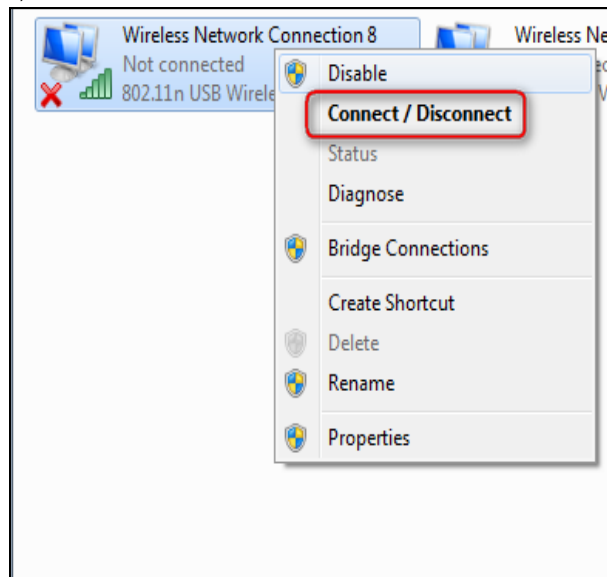 Wireless Network Connection 8
Not connected
802.11n USB Wirele
Wireless Ne
Disable
Connect / Disconnect
Status
Diagnose
Bridge Connections
Create Shortcut
Delete
Rename
Properties